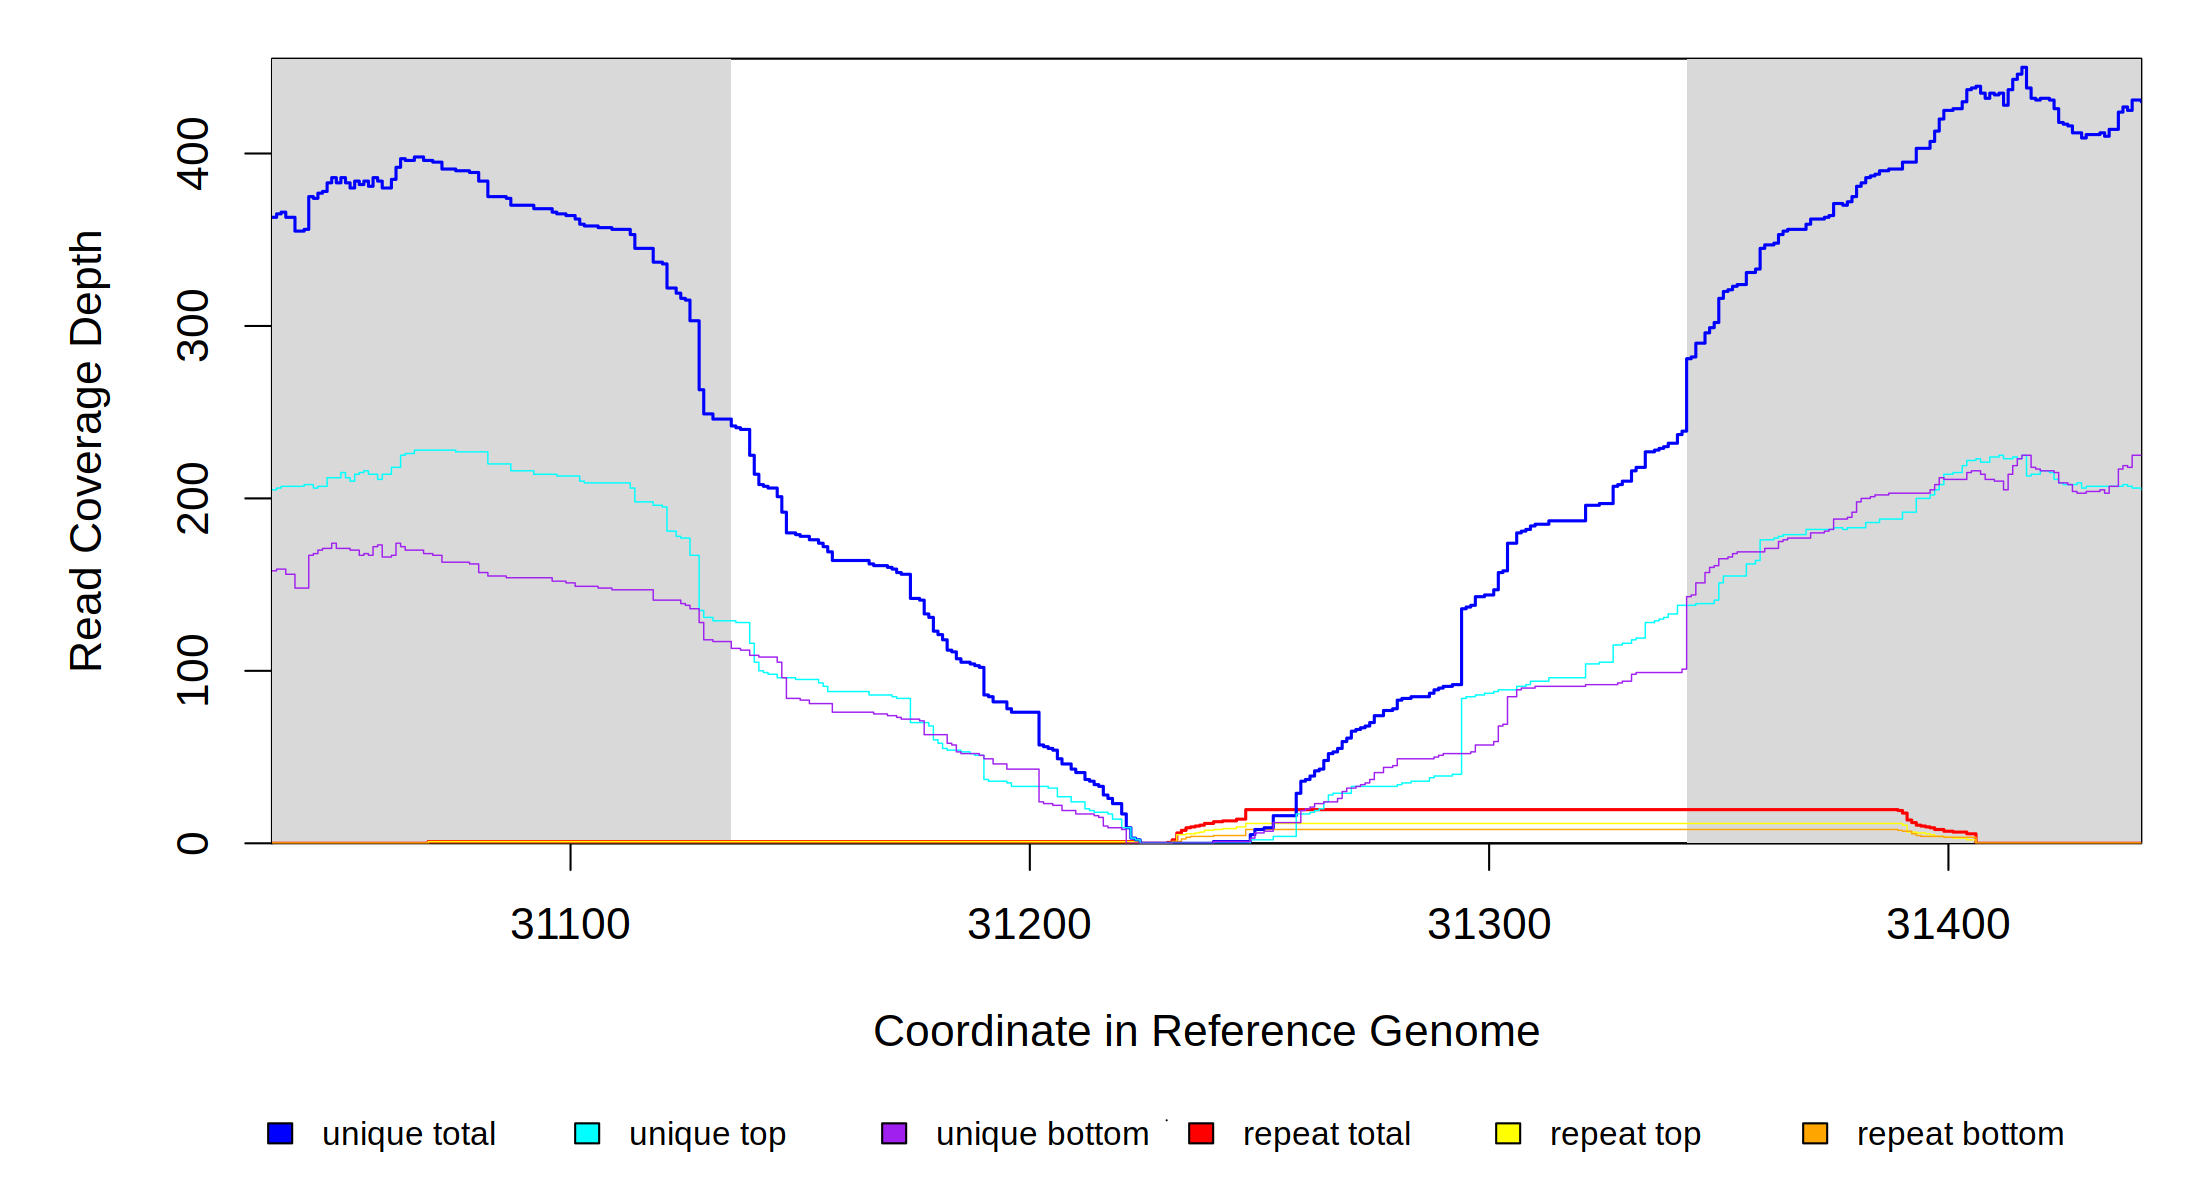 400
300
200
100
0
Read Coverage Depth
31100 31200 31300 31400
Coordinate in Reference Genome
unique total unique top unique bottom repeat total repeat top repeat bottom